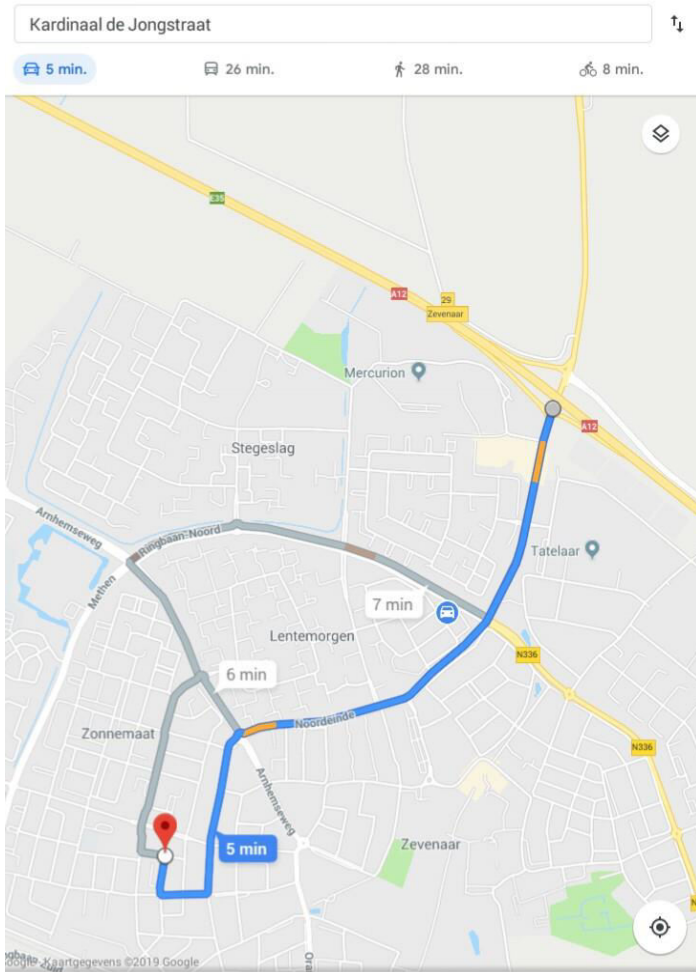 Kardinaal de Jongstraat
5 min.
26 min.
28 min.
8 min.
E35
A12
29
Zevenaar
Mercurion
A12
Stegeslag
Arnhemseweg
Ringbaan-Noord
Methen
Tatelaar
7 min
Lentemorgen
N336
6 min
Noordeinde
Zonnemaat
N336
Arnhemseweg
5 min
Zevenaar
Kaartgegevens ©2019 Google